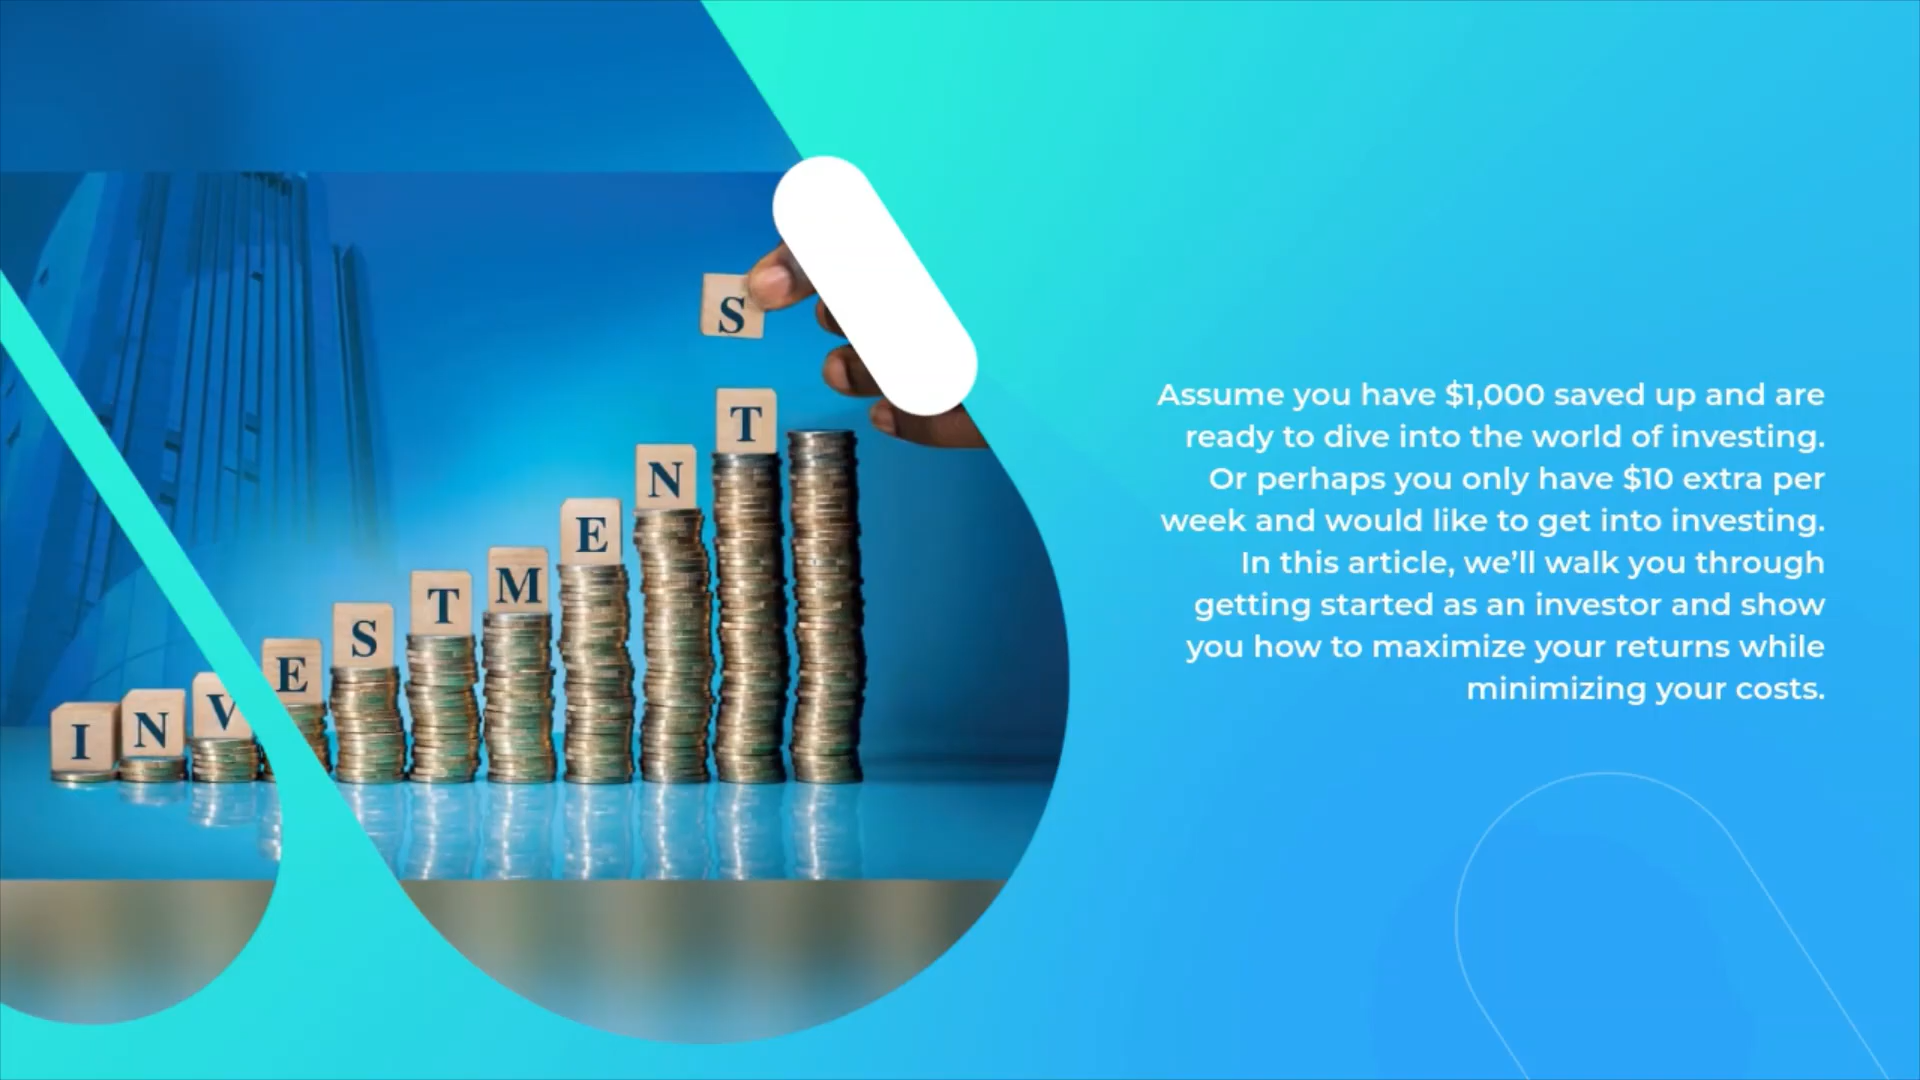 INVESTMENTS
Assume you have $1,000 saved up and are
ready to dive into the world of investing.
Or perhaps you only have $10 extra per
week and would like to get into investing.
In this article, we’ll walk you through
getting started as an investor and show
you how to maximize your returns while
minimizing your costs.